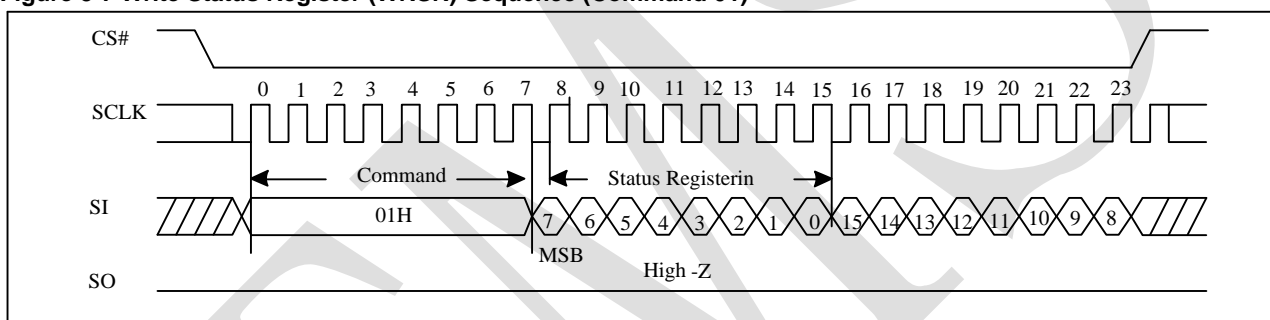 Figure Write Status Register (WRSR) Sequence (Command 01)
CS#
0 1 2 3 4 5 6 7 8 9 10 11 12 13 14 15 16 17 18 19 20 21 22 23
SCLK
Command Status Registerin
SI 01H 7 6 5 4 3 2 1 0 15 14 13 12 11 10 9 8
MSB
High -Z
SO